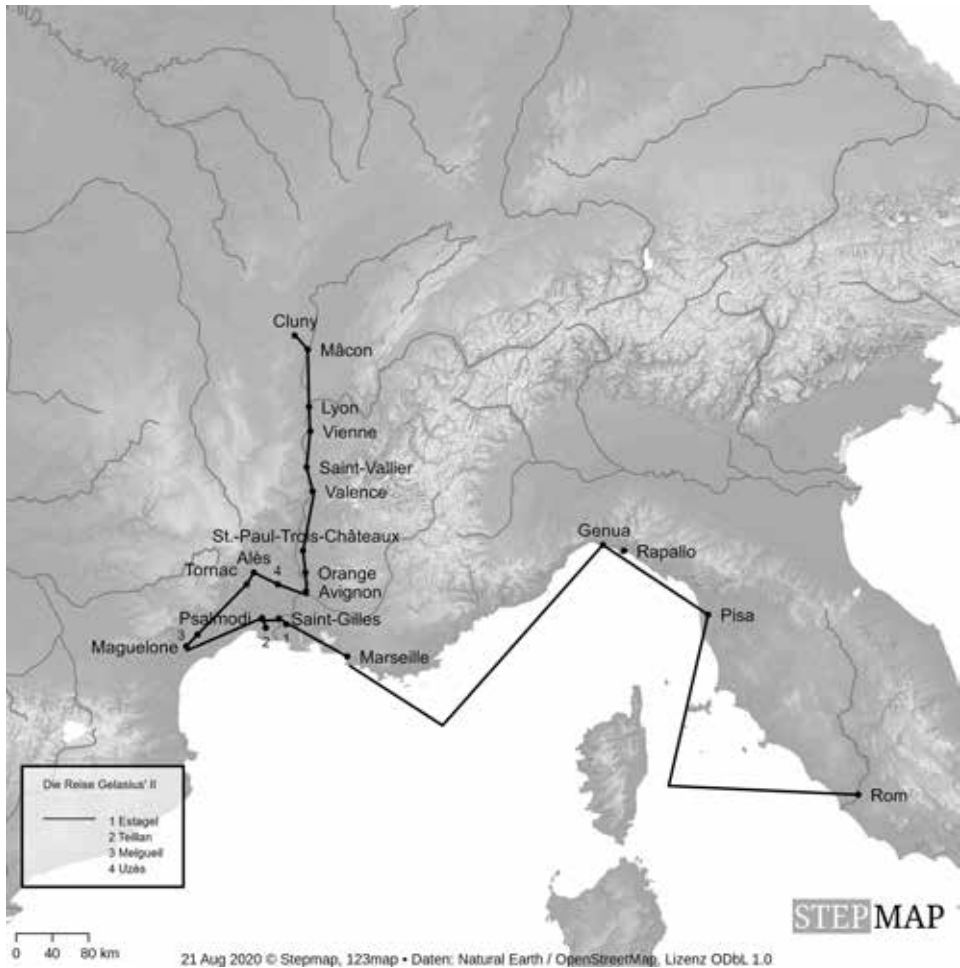 Cluny
Mâcon
Lyon
Vienne
Saint-Vallier
Valence
St.-Paul-Trois-Châteaux
Genua
Rapallo
Alès
4
Tornac
Orange
Avignon
Psalmodi
Saint-Gilles
Pisa
3
2
1
Maguelone
Marseille
Die Reise Gelasius' II
1 Estagel
2 Teillan
3 Melgueil
4 Uzès
Rom
STEPMAP
0 40 80 km
21 Aug 2020 © Stepmap, 123map • Daten: Natural Earth / OpenStreetMap, Lizenz ODbL 1.0